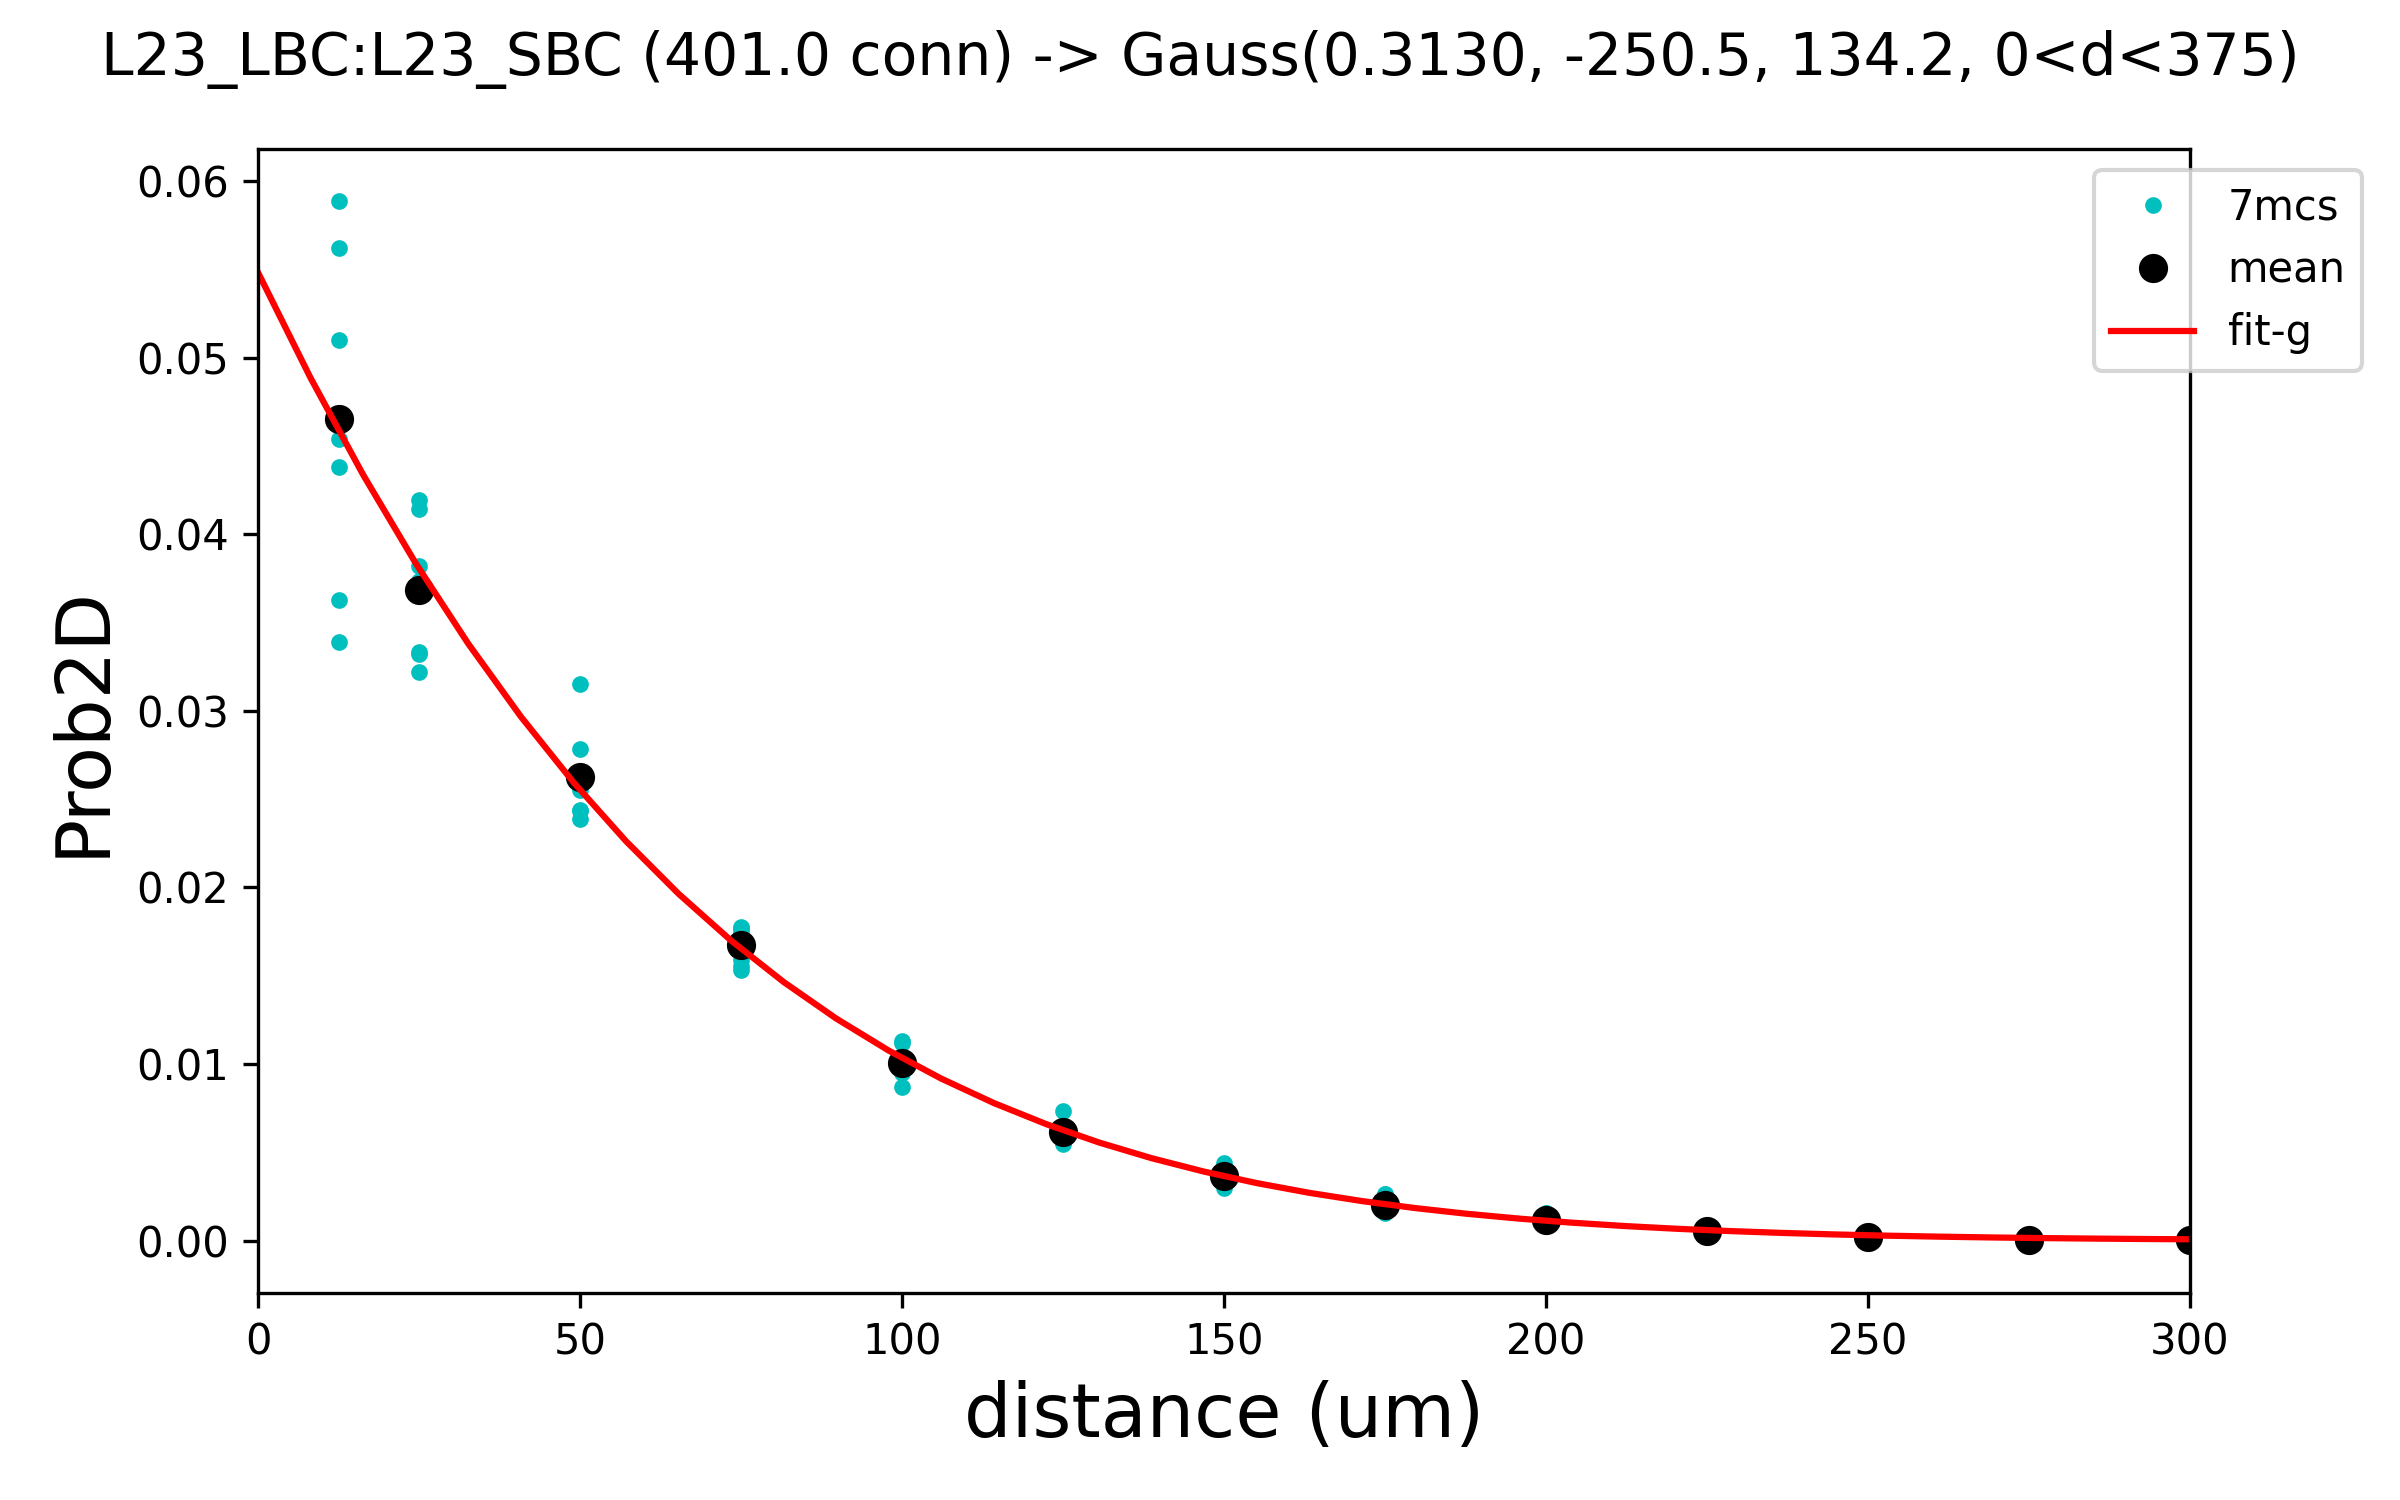 L23_LBC:L23_SBC (401.0 conn) -> Gauss(0.3130, -250.5, 134.2, 0<d<375)
7mcs
mean
fit-g
Prob2D
0.06
0.05
0.04
0.03
0.02
0.01
0.00
0 50 100 150 200 250 300
distance (um)